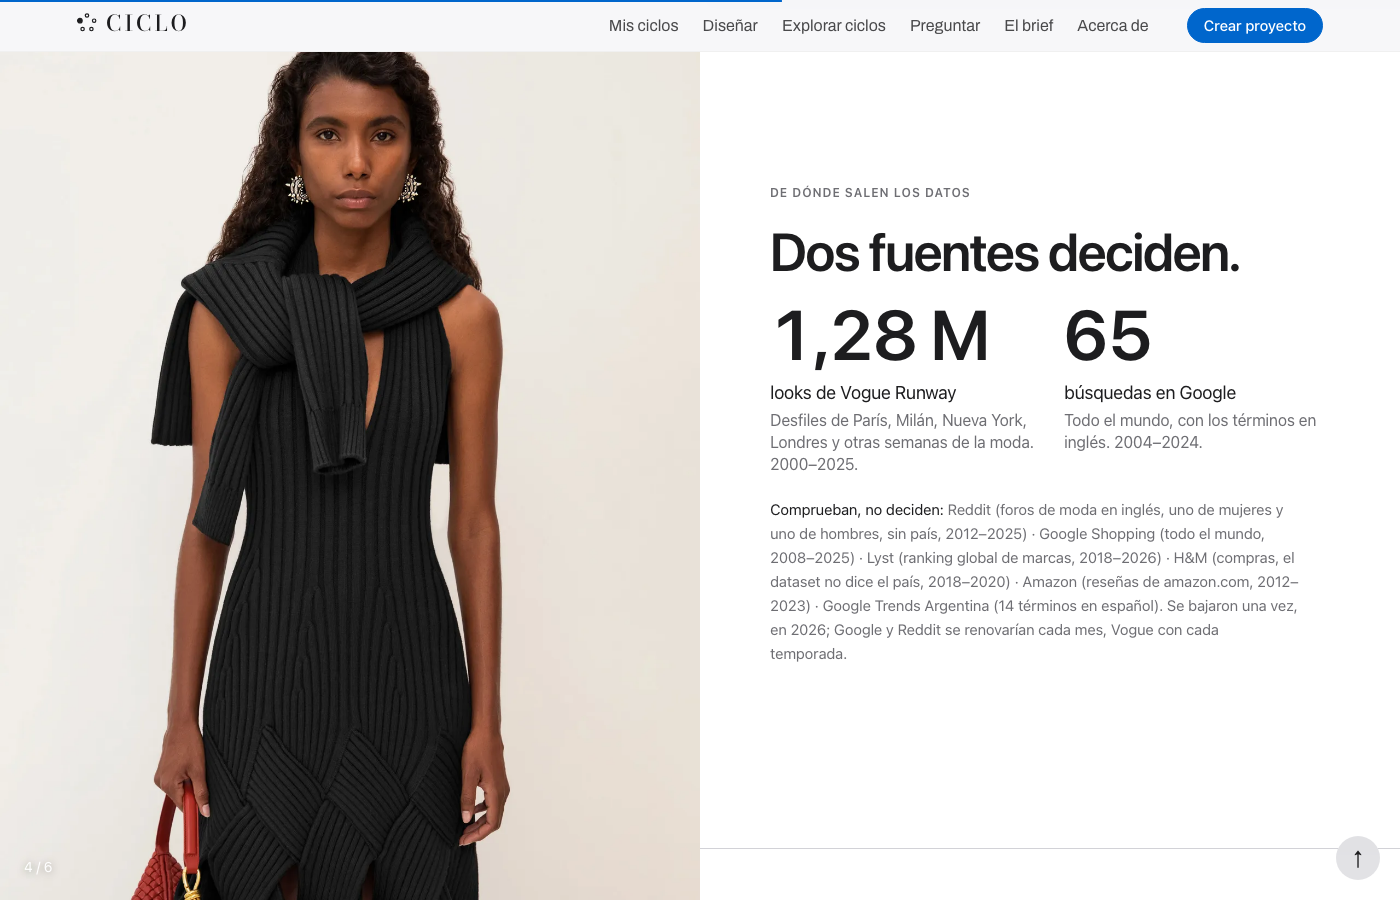 CICLO
Mis ciclos Diseñar Explorar ciclos Preguntar El brief Acerca de Crear proyecto
DE DÓNDE SALEN LOS DATOS
Dos fuentes deciden.
1,28 M
looks de Vogue Runway
Desfiles de París, Milán, Nueva York,
Londres y otras semanas de la moda.
2000–2025.
65
búsquedas en Google
Todo el mundo, con los términos en
inglés. 2004–2024.
Comprueban, no deciden: Reddit (foros de moda en inglés, uno de mujeres y
uno de hombres, sin país, 2012–2025) · Google Shopping (todo el mundo,
2008–2025) · Lyst (ranking global de marcas, 2018–2026) · H&M (compras, el
dataset no dice el país, 2018–2020) · Amazon (reseñas de amazon.com, 2012–
2023) · Google Trends Argentina (14 términos en español). Se bajaron una vez,
en 2026; Google y Reddit se renovarían cada mes, Vogue con cada
temporada.
4 / 6
↑